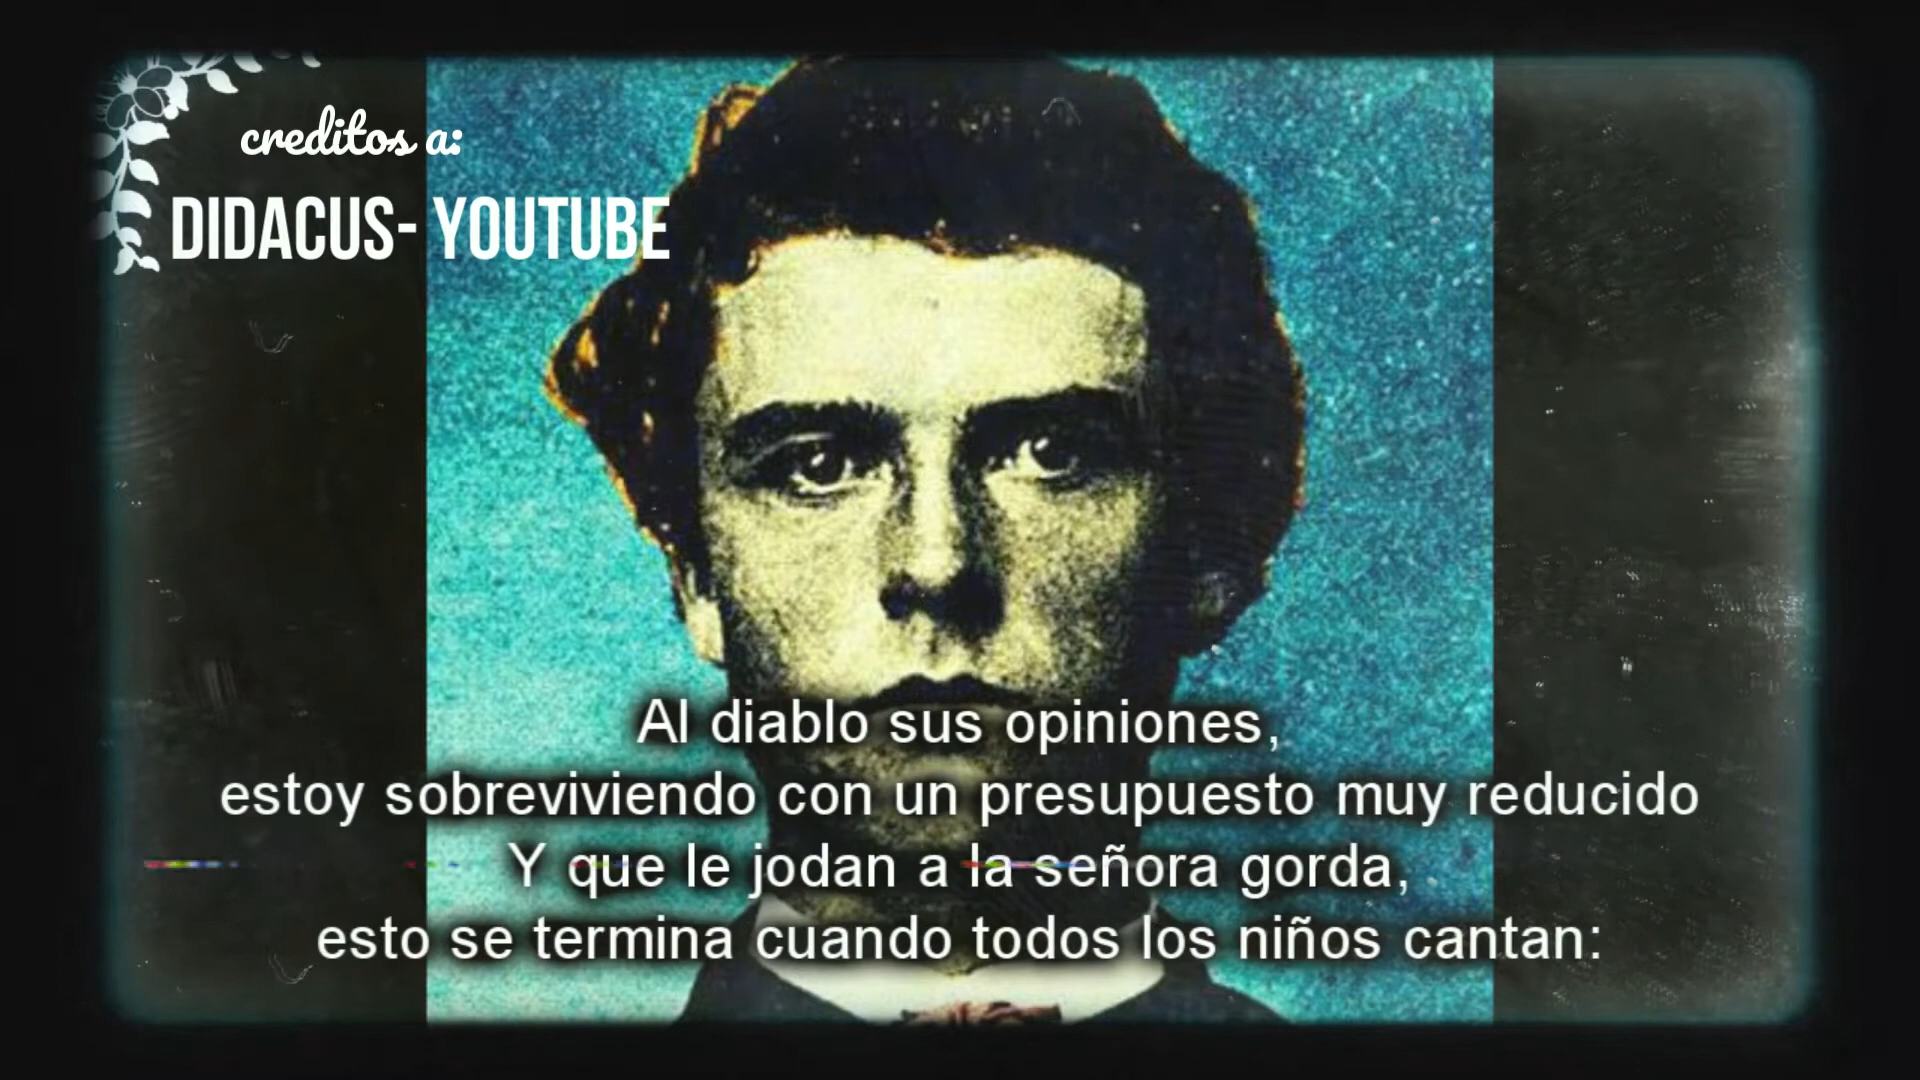 creditos a:
DIDACUS- YOUTUBE
Al diablo sus opiniones,
estoy sobreviviendo con un presupuesto muy reducido
Y que le jodan a la señora gorda,
esto se termina cuando todos los niños cantan: